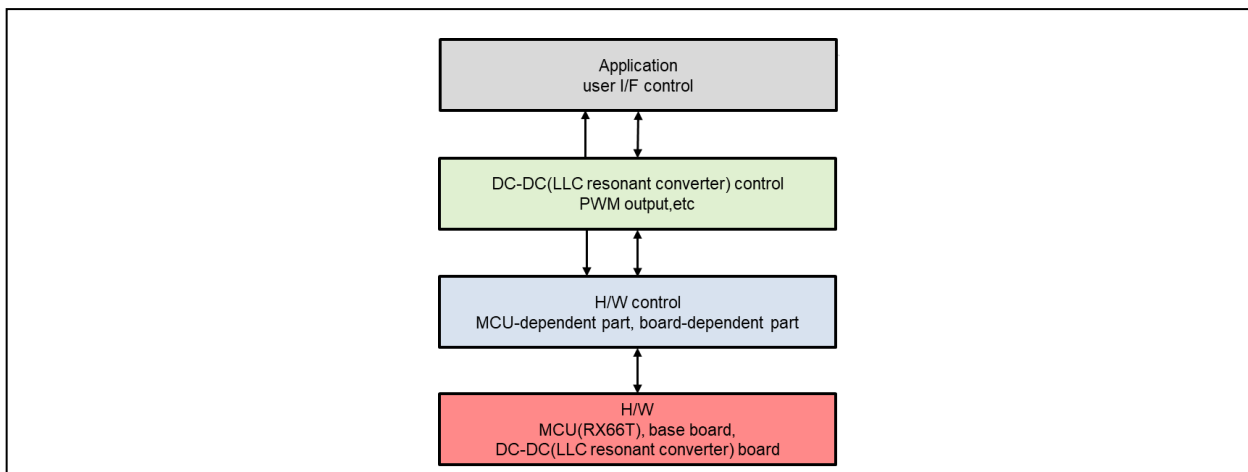 Application
user I/F control
DC-DC(LLC resonant converter) control
PWM output,etc
H/W control
MCU-dependent part, board-dependent part
H/W
MCU(RX66T), base board,
DC-DC(LLC resonant converter) board